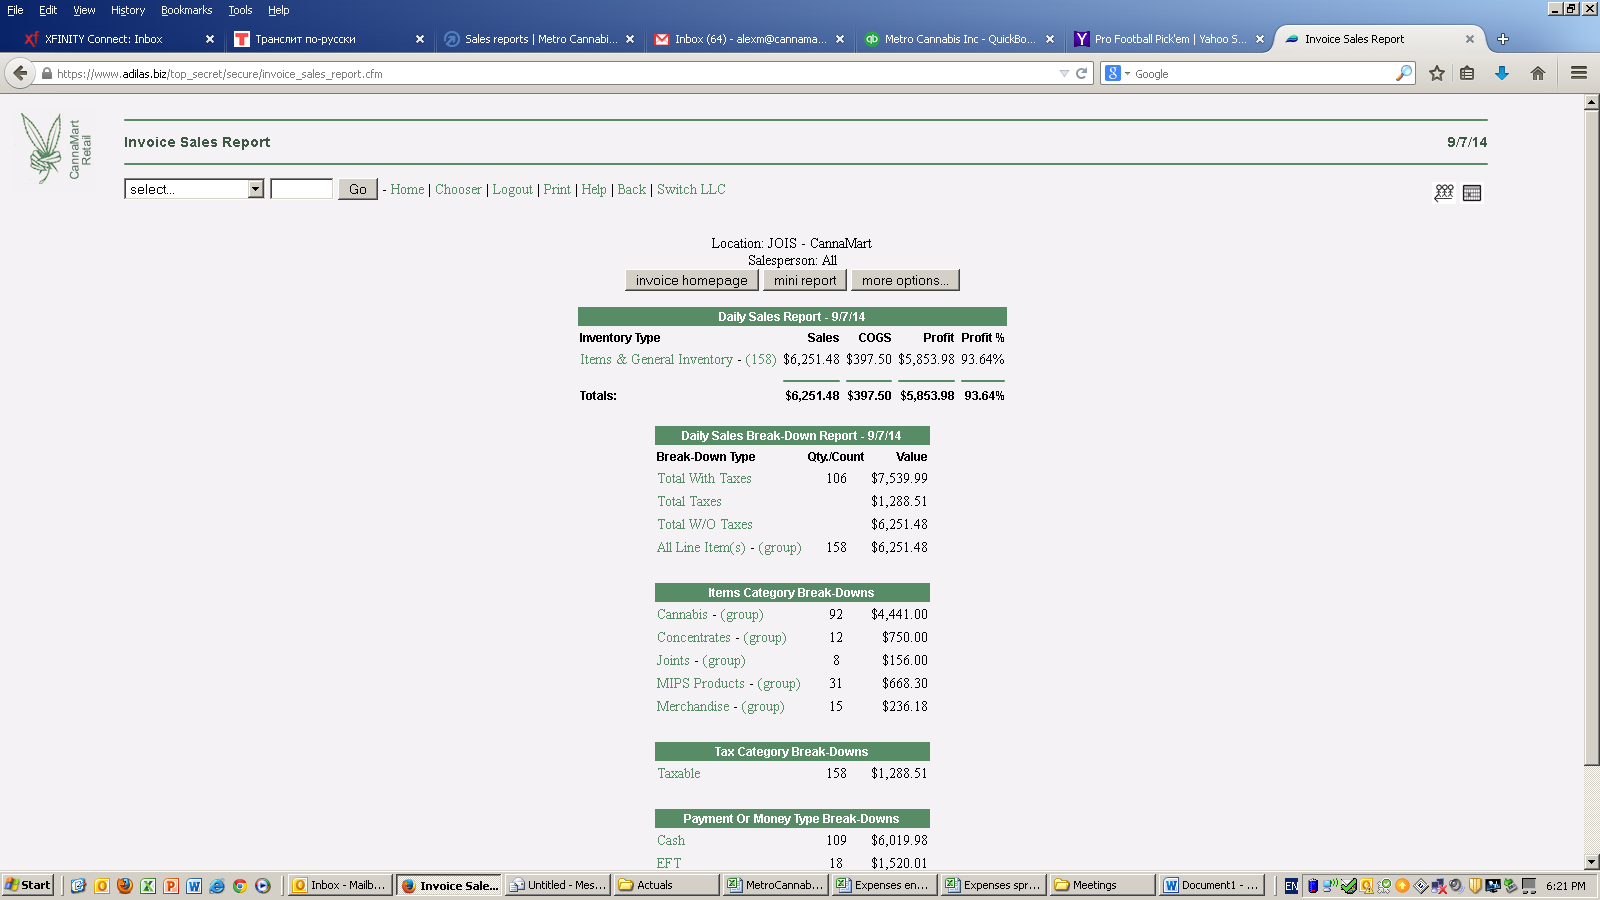 File Edit View History Bookmarks Tools Help
XFINITY Connect: Inbox
Транслит по-русски
Sales reports | Metro Cannabi...
Inbox (64) - alexm@cannama...
Metro Cannabis Inc - QuickBo...
Pro Football Pick'em | Yahoo S...
Invoice Sales Report
https://www.adilas.biz/top_secret/secure/invoice_sales_report.cfm
Google
CannaMart
Retail
Invoice Sales Report 9/7/14
select... Go - Home | Chooser | Logout | Print | Help | Back | Switch LLC
Location: JOIS - CannaMart
Salesperson: All
invoice homepage mini report more options...
Daily Sales Report - 9/7/14
Inventory Type Sales COGS Profit Profit %
Items & General Inventory - (158) $6,251.48 $397.50 $5,853.98 93.64%
Totals: $6,251.48 $397.50 $5,853.98 93.64%
Daily Sales Break-Down Report - 9/7/14
Break-Down Type Qty./Count Value
Total With Taxes 106 $7,539.99
Total Taxes $1,288.51
Total W/O Taxes $6,251.48
All Line Item(s) - (group) 158 $6,251.48
Items Category Break-Downs
Cannabis - (group) 92 $4,441.00
Concentrates - (group) 12 $750.00
Joints - (group) 8 $156.00
MIPS Products - (group) 31 $668.30
Merchandise - (group) 15 $236.18
Tax Category Break-Downs
Taxable 158 $1,288.51
Payment Or Money Type Break-Downs
Cash 109 $6,019.98
EFT 18 $1,520.01
Start
Inbox - Mailb...
Invoice Sale...
Untitled - Mes...
Actuals
MetroCannab...
Expenses en...
Expenses spr...
Meetings
Document1 - ...
EN
6:21 PM